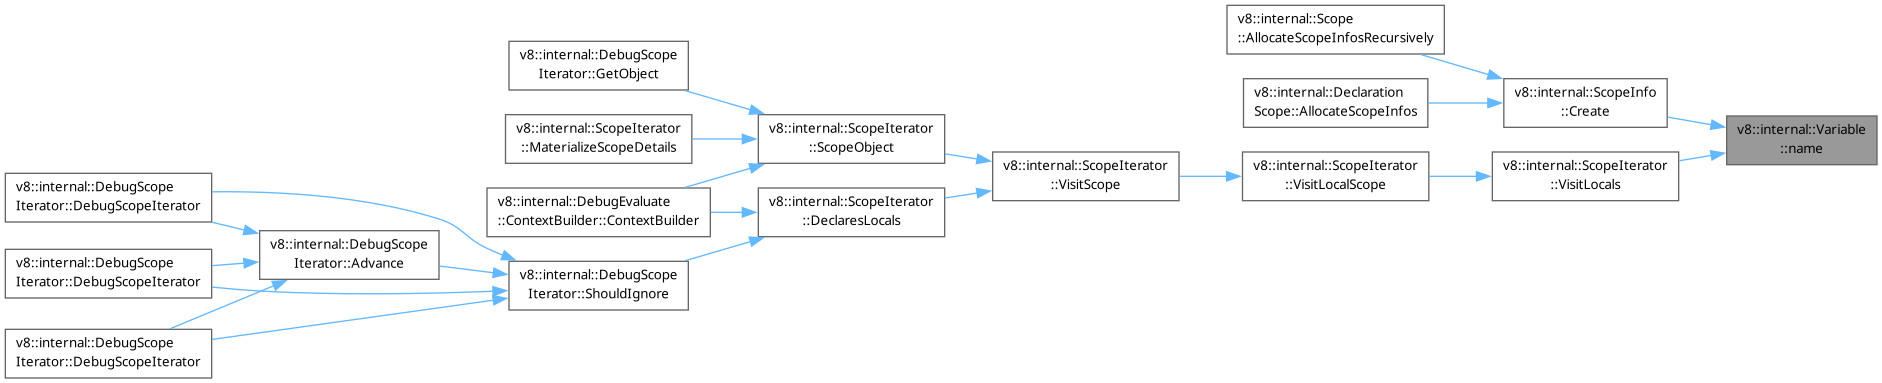 v8::internal::Scope
::AllocateScopeInfosRecursively
v8::internal::DebugScope
Iterator::GetObject
v8::internal::Declaration
Scope::AllocateScopeInfos
v8::internal::ScopeInfo
::Create
v8::internal::ScopeIterator
::MaterializeScopeDetails
v8::internal::ScopeIterator
::ScopeObject
v8::internal::Variable
::name
v8::internal::ScopeIterator
::VisitScope
v8::internal::ScopeIterator
::VisitLocalScope
v8::internal::ScopeIterator
::VisitLocals
v8::internal::DebugScope
Iterator::DebugScopeIterator
v8::internal::DebugEvaluate
::ContextBuilder::ContextBuilder
v8::internal::ScopeIterator
::DeclaresLocals
v8::internal::DebugScope
Iterator::Advance
v8::internal::DebugScope
Iterator::DebugScopeIterator
v8::internal::DebugScope
Iterator::ShouldIgnore
v8::internal::DebugScope
Iterator::DebugScopeIterator